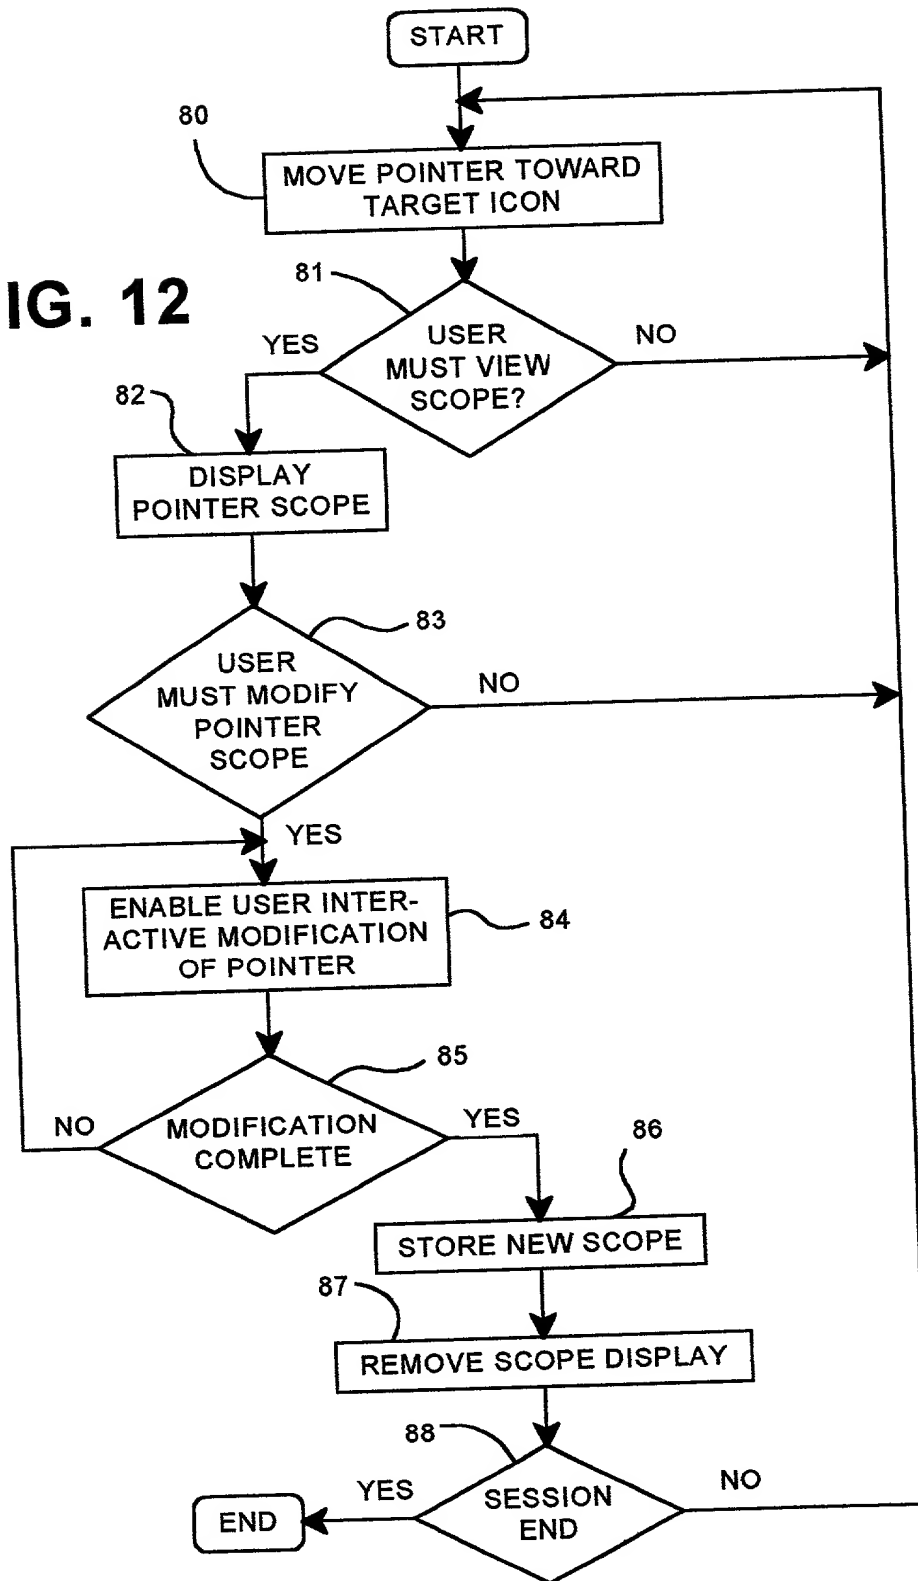 START
80
MOVE POINTER TOWARD
TARGET ICON
IG. 12
81
USER
MUST VIEW
SCOPE?
YES
NO
82
DISPLAY
POINTER SCOPE
83
USER
MUST MODIFY
POINTER
SCOPE
NO
YES
ENABLE USER INTER-
ACTIVE MODIFICATION
OF POINTER
84
85
MODIFICATION
COMPLETE
NO
YES
86
STORE NEW SCOPE
87
REMOVE SCOPE DISPLAY
88
SESSION
END
YES
NO
END